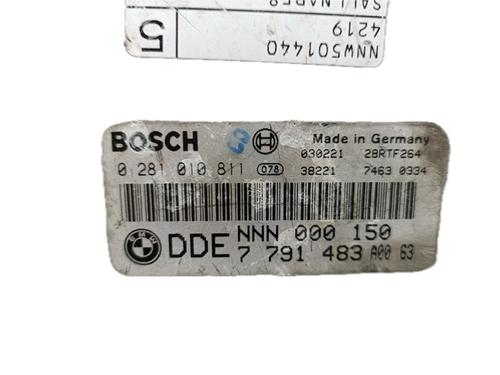 5
4219
NNW501440
BOSCH
Made in Germany
0 281 010 811
078
030221 28RTF264
38221 7463 0334
BMW
DDE
NNN 000 150
7 791 483 A00 63